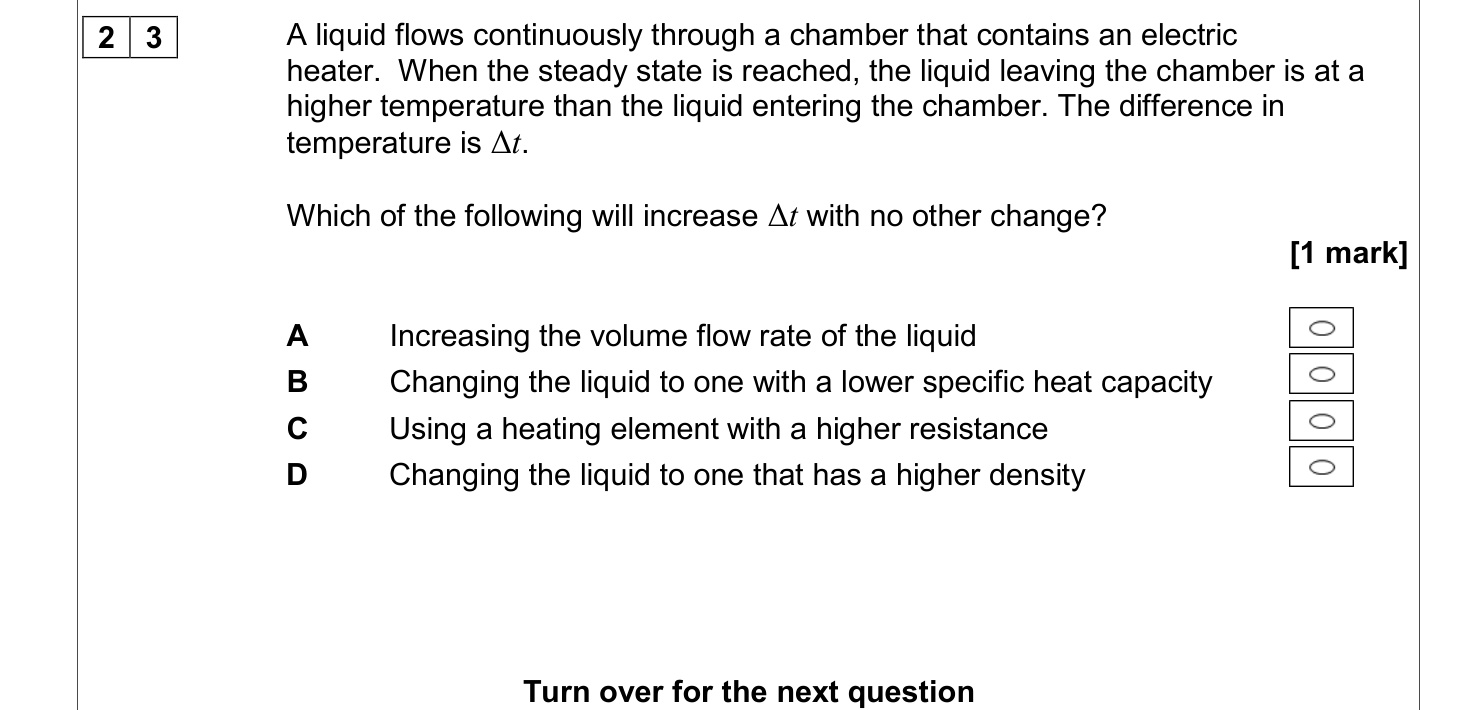 2 3
A liquid flows continuously through a chamber that contains an electric
heater. When the steady state is reached, the liquid leaving the chamber is at a
higher temperature than the liquid entering the chamber. The difference in
temperature is Δt.
Which of the following will increase Δt with no other change?
[1 mark]
A Increasing the volume flow rate of the liquid
B Changing the liquid to one with a lower specific heat capacity
C Using a heating element with a higher resistance
D Changing the liquid to one that has a higher density
Turn over for the next question